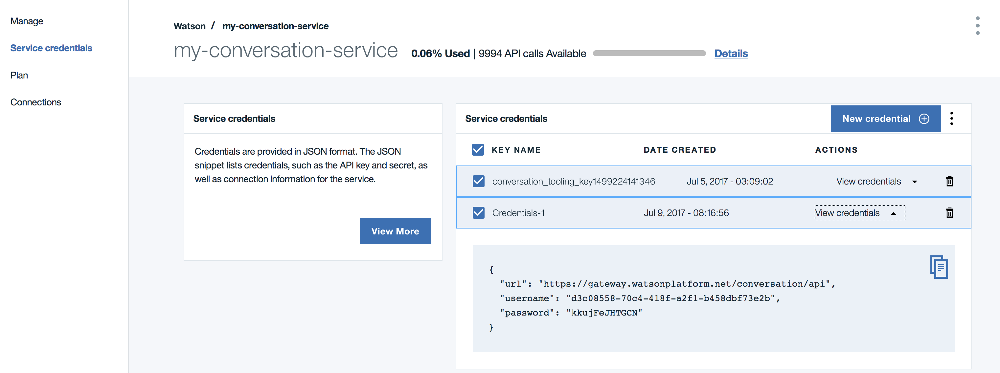 Manage
Service credentials
Plan
Connections
Watson / my-conversation-service
my-conversation-service 0.06% Used | 9994 API calls Available Details
Service credentials
Credentials are provided in JSON format. The JSON
snippet lists credentials, such as the API key and secret, as
well as connection information for the service.
View More
Service credentials New credential
KEY NAME DATE CREATED ACTIONS
conversation_tooling_key1499224141346 Jul 5, 2017 - 03:09:02 View credentials
Credentials-1 Jul 9, 2017 - 08:16:56 View credentials
{
"url": "https://gateway.watsonplatform.net/conversation/api",
"username": "d3c08558-70c4-418f-a2f1-b458dbf73e2b",
"password": "kkujFeJHTGCN"
}